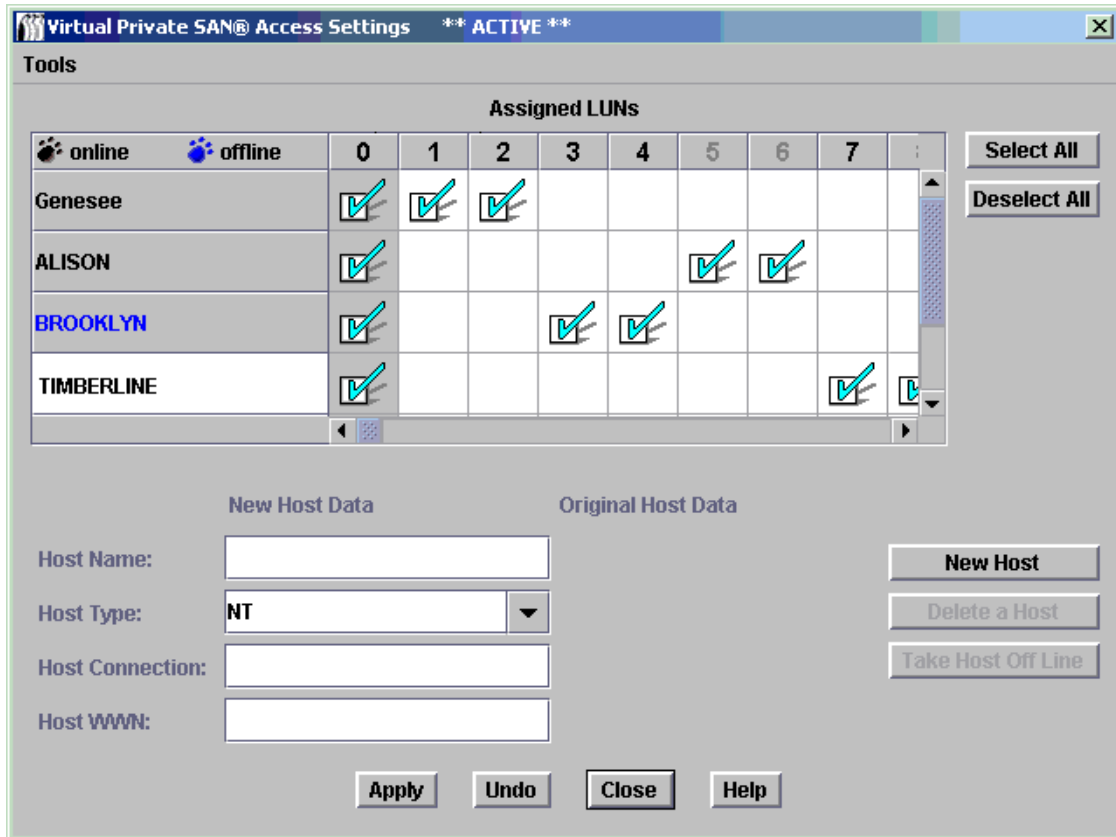 Virtual Private SAN® Access Settings ** ACTIVE **
Tools
Assigned LUNs
online offline 0 1 2 3 4 5 6 7
Select All
Genesee
Deselect All
ALISON
BROOKLYN
TIMBERLINE
New Host Data Original Host Data
Host Name:
New Host
Host Type: NT
Delete a Host
Host Connection:
Take Host Off Line
Host WWN:
Apply Undo Close Help